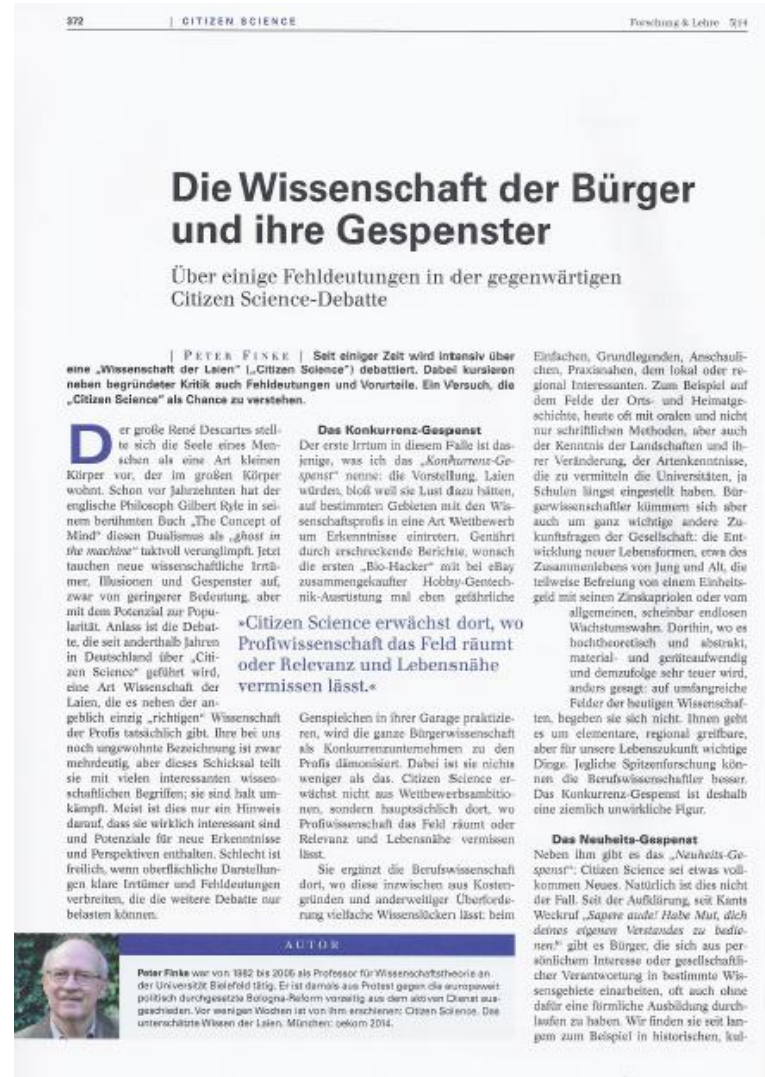 372
| CITIZEN SCIENCE
Forschung & Lehre 5|14
Die Wissenschaft der Bürger
und ihre Gespenster
Über einige Fehldeutungen in der gegenwärtigen
Citizen Science-Debatte
| PETER FINKE | Seit einiger Zeit wird intensiv über
eine „Wissenschaft der Laien" („Citizen Science") debattiert. Dabei kursieren
neben begründeter Kritik auch Fehldeutungen und Vorurteile. Ein Versuch, die
„Citizen Science" als Chance zu verstehen.
Der große René Descartes stell-
te sich die Seele eines Men-
schen als eine Art kleinen
Körper vor, der im großen Körper
wohnt. Schon vor Jahrzehnten hat der
englische Philosoph Gilbert Ryle in sei-
nem berühmten Buch „The Concept of
Mind" diesen Dualismus als „ghost in
the machine" taktvoll verunglimpft. Jetzt
tauchen neue wissenschaftliche Irrtü-
mer, Illusionen und Gespenster auf,
zwar von geringerer Bedeutung, aber
mit dem Potenzial zur Popu-
larität. Anlass ist die Debat-
te, die seit anderthalb Jahren
in Deutschland über „Citi-
zen Science" geführt wird,
eine Art Wissenschaft der
Laien, die es neben der an-
geblich einzig „richtigen" Wissenschaft
der Profis tatsächlich gibt. Ihre bei uns
noch ungewohnte Bezeichnung ist zwar
mehrdeutig, aber dieses Schicksal teilt
sie mit vielen interessanten wissen-
schaftlichen Begriffen; sie sind halt um-
kämpft. Meist ist dies nur ein Hinweis
darauf, dass sie wirklich interessant sind
und Potenziale für neue Erkenntnisse
und Perspektiven enthalten. Schlecht ist
freilich, wenn oberflächliche Darstellun-
gen klare Irrtümer und Fehldeutungen
verbreiten, die die weitere Debatte nur
belasten können.
Das Konkurrenz-Gespenst
Der erste Irrtum in diesem Falle ist das-
jenige, was ich das „Konkurrenz-Ge-
spenst" nenne: die Vorstellung, Laien
würden, bloß weil sie Lust dazu hätten,
auf bestimmten Gebieten mit den Wis-
senschaftsprofis in eine Art Wettbewerb
um Erkenntnisse eintreten. Genährt
durch erschreckende Berichte, wonach
die ersten „Bio-Hacker" mit bei eBay
zusammengekaufter Hobby-Gentech-
nik-Ausrüstung mal eben gefährliche
»Citizen Science erwächst dort, wo
Profiwissenschaft das Feld räumt
oder Relevanz und Lebensnähe
vermissen lässt.«
Genspielchen in ihrer Garage praktizie-
ren, wird die ganze Bürgerwissenschaft
als Konkurrenzunternehmen zu den
Profis dämonisiert. Dabei ist sie nichts
weniger als das. Citizen Science er-
wächst nicht aus Wettbewerbsambitio-
nen, sondern hauptsächlich dort, wo
Profiwissenschaft das Feld räumt oder
Relevanz und Lebensnähe vermissen
lässt.
Sie ergänzt die Berufswissenschaft
dort, wo diese inzwischen aus Kosten-
gründen und anderweitiger Überforde-
rung vielfache Wissenslücken lässt: beim
Einfachen, Grundlegenden, Anschauli-
chen, Praxisnahen, dem lokal oder re-
gional Interessanten. Zum Beispiel auf
dem Felde der Orts- und Heimatge-
schichte, heute oft mit oralen und nicht
nur schriftlichen Methoden, aber auch
der Kenntnis der Landschaften und ih-
rer Veränderung, der Artenkenntnisse,
die zu vermitteln die Universitäten, ja
Schulen längst eingestellt haben. Bür-
gerwissenschaftler kümmern sich aber
auch um ganz wichtige andere Zu-
kunftsfragen der Gesellschaft: die Ent-
wicklung neuer Lebensformen, etwa des
Zusammenlebens von Jung und Alt, die
teilweise Befreiung von einem Einheits-
geld mit seinen Zinskapriolen oder vom
allgemeinen, scheinbar endlosen
Wachstumswahn. Dorthin, wo es
hochtheoretisch und abstrakt,
material- und geräteaufwendig
und demzufolge sehr teuer wird,
anders gesagt: auf umfangreiche
Felder der heutigen Wissenschaf-
ten, begeben sie sich nicht. Ihnen geht
es um elementare, regional greifbare,
aber für unsere Lebenszukunft wichtige
Dinge. Jegliche Spitzenforschung kön-
nen die Berufswissenschaftler besser.
Das Konkurrenz-Gespenst ist deshalb
eine ziemlich unwirkliche Figur.
Das Neuheits-Gespenst
Neben ihm gibt es das „Neuheits-Ge-
spenst": Citizen Science sei etwas voll-
kommen Neues. Natürlich ist dies nicht
der Fall. Seit der Aufklärung, seit Kants
Weckruf „Sapere aude! Habe Mut, dich
deines eigenen Verstandes zu bedie-
nen!" gibt es Bürger, die sich aus per-
sönlichem Interesse oder gesellschaftli-
cher Verantwortung in bestimmte Wis-
sensgebiete einarbeiten, oft auch ohne
dafür eine förmliche Ausbildung durch-
laufen zu haben. Wir finden sie seit lan-
gem zum Beispiel in historischen, kul-
AUTOR
Peter Finke war von 1982 bis 2006 als Professor für Wissenschaftstheorie an
der Universität Bielefeld tätig. Er ist damals aus Protest gegen die europaweit
politisch durchgesetzte Bologna-Reform vorzeitig aus dem aktiven Dienst aus-
geschieden. Vor wenigen Wochen ist von ihm erschienen: Citizen Science. Das
unterschätzte Wissen der Laien. München: oekom 2014.